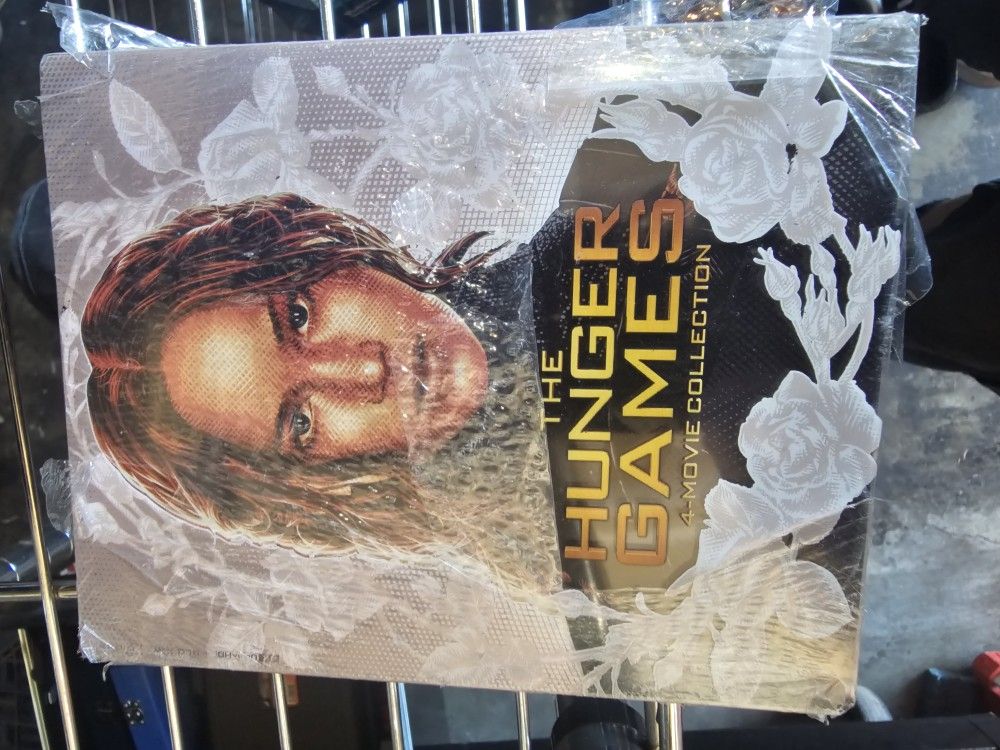 THE
HUNGER
GAMES
4-MOVIE COLLECTION